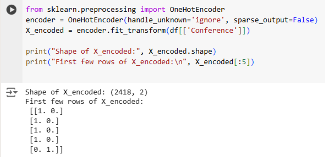 from sklearn.preprocessing import OneHotEncoder
encoder = OneHotEncoder(handle_unknown='ignore', sparse_output=False)
X_encoded = encoder.fit_transform(df[['Conference']])
print("Shape of X_encoded:", X_encoded.shape)
print("First few rows of X_encoded:\n", X_encoded[:5])
Shape of X_encoded: (2418, 2)
First few rows of X_encoded:
[[1. 0.]
[1. 0.]
[1. 0.]
[1. 0.]
[0. 1.]]